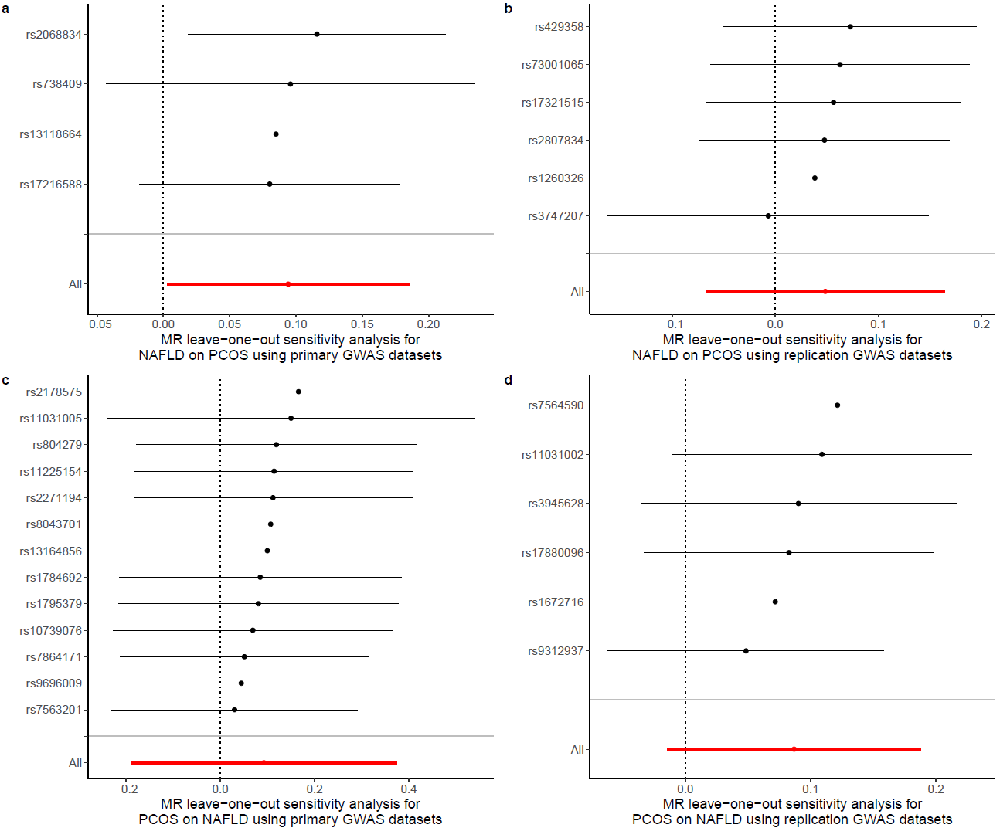 a
rs2068834
rs738409
rs13118664
rs17216588
All
−0.05 0.00 0.05 0.10 0.15 0.20
MR leave−one−out sensitivity analysis for
NAFLD on PCOS using primary GWAS datasets
b
rs429358
rs73001065
rs17321515
rs2807834
rs1260326
rs3747207
All
−0.1 0.0 0.1 0.2
MR leave−one−out sensitivity analysis for
NAFLD on PCOS using replication GWAS datasets
c
rs2178575
rs11031005
rs804279
rs11225154
rs2271194
rs8043701
rs13164856
rs1784692
rs1795379
rs10739076
rs7864171
rs9696009
rs7563201
All
−0.2 0.0 0.2 0.4
MR leave−one−out sensitivity analysis for
PCOS on NAFLD using primary GWAS datasets
d
rs7564590
rs11031002
rs3945628
rs17880096
rs1672716
rs9312937
All
0.0 0.1 0.2
MR leave−one−out sensitivity analysis for
PCOS on NAFLD using replication GWAS datasets